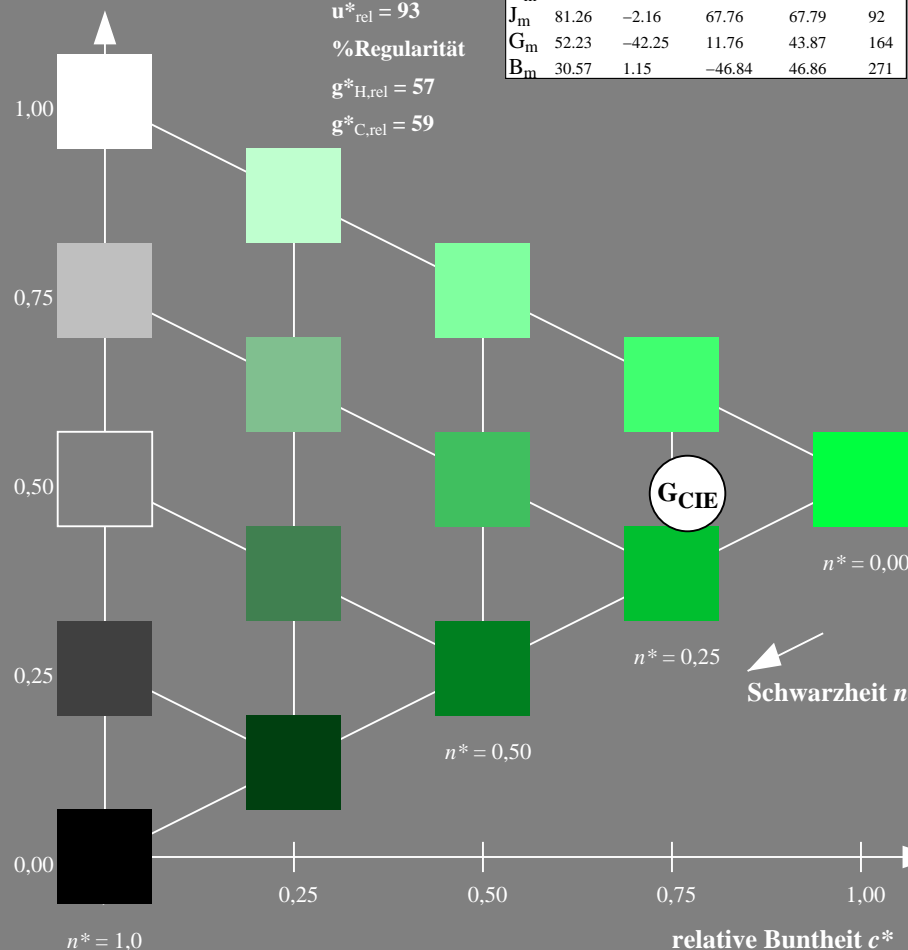 u*rel = 93
%Regularität
g*H,rel = 57
g*C,rel = 59
m
Jm 81.26 −2.16 67.76 67.79 92
Gm 52.23 −42.25 11.76 43.87 164
Bm 30.57 1.15 −46.84 46.86 271
1,00
0,75
0,50
GCIE
n* = 0,00
n* = 0,25
0,25
Schwarzheit n
n* = 0,50
0,00
0,25 0,50 0,75 1,00
n* = 1,0
relative Buntheit c*